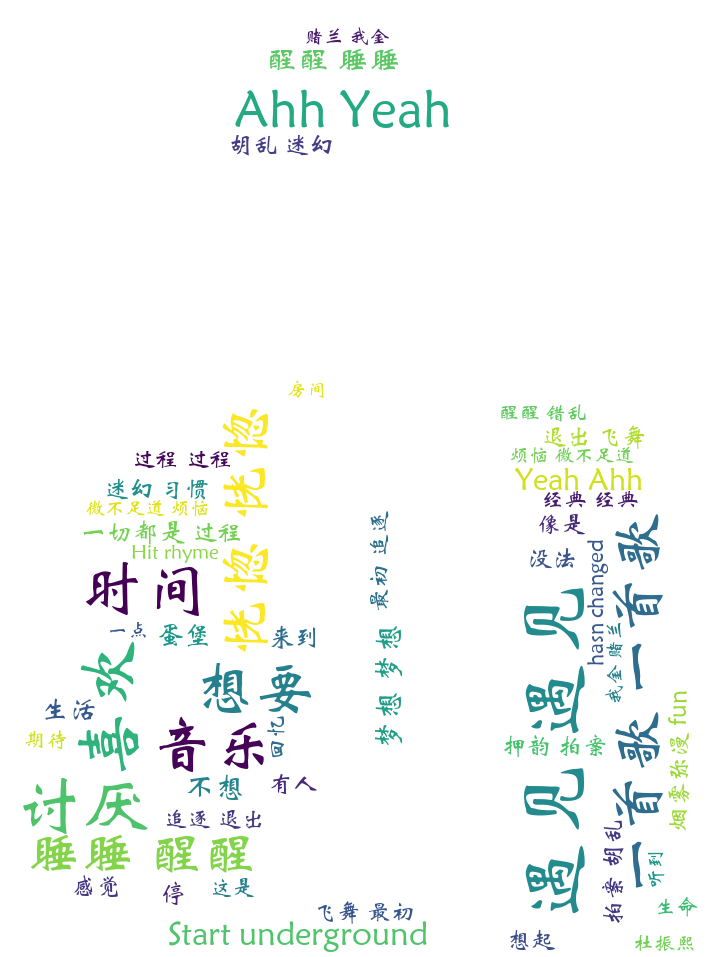 赌兰 我金
醒醒 睡睡
Ahh Yeah
胡乱 迷幻
房间
恍惚 恍惚
过程 过程
迷幻 习惯
微不足道 烦恼
一切都是 过程
Hit rhyme
时间
一点
蛋堡
来到
喜欢
想要
生活
期待
音乐
回忆
讨厌
不想
有人
追逐 退出
睡睡 醒醒
感觉
停
这是
飞舞 最初
Start underground
最初 追逐
梦想 梦想
醒醒 错乱
退出 飞舞
烦恼 微不足道
Yeah Ahh
经典 经典
像是
没法
hasn changed
一首歌 一首歌
遇见 遇见
我金 赌兰
押韵 拍案
烟雾弥漫 fun
拍案 胡乱
听到
生命
想起
杜振熙